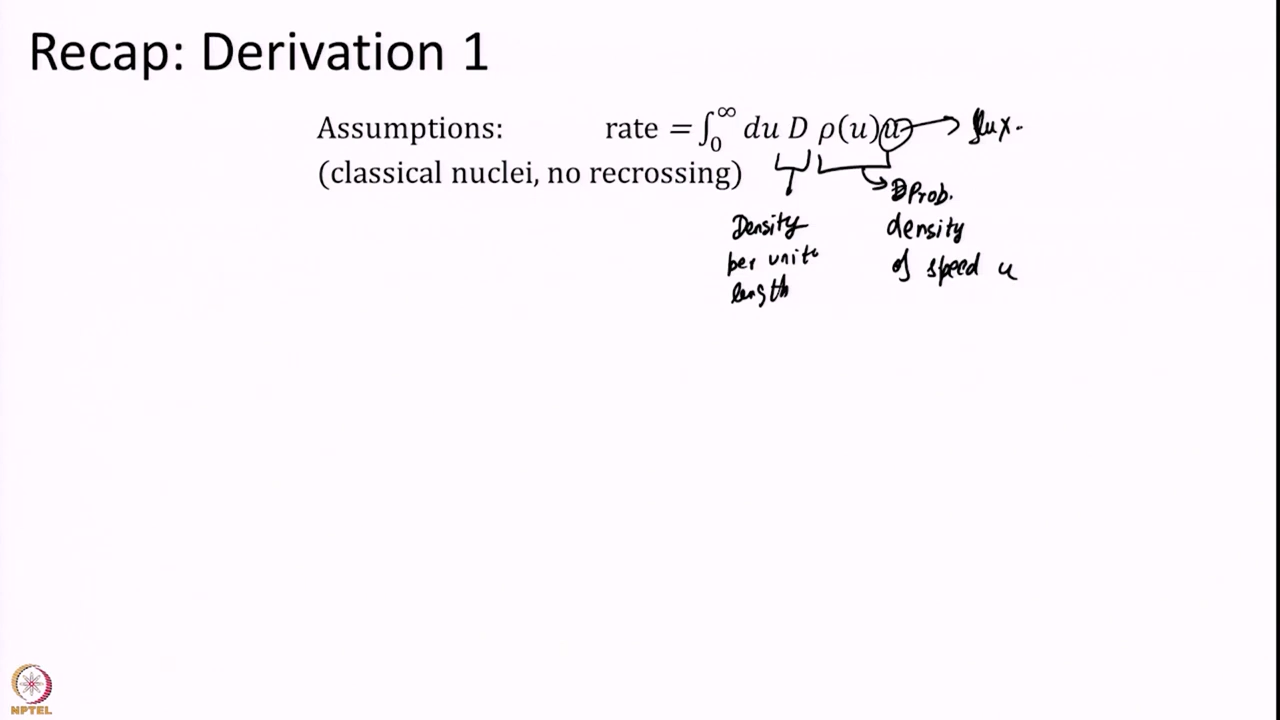 Recap: Derivation 1
Assumptions: rate = ∫₀^∞ du D ρ(u)u → flux.
(classical nuclei, no recrossing)
Density
per unit
length
Prob.
density
of speed u
NPTEL